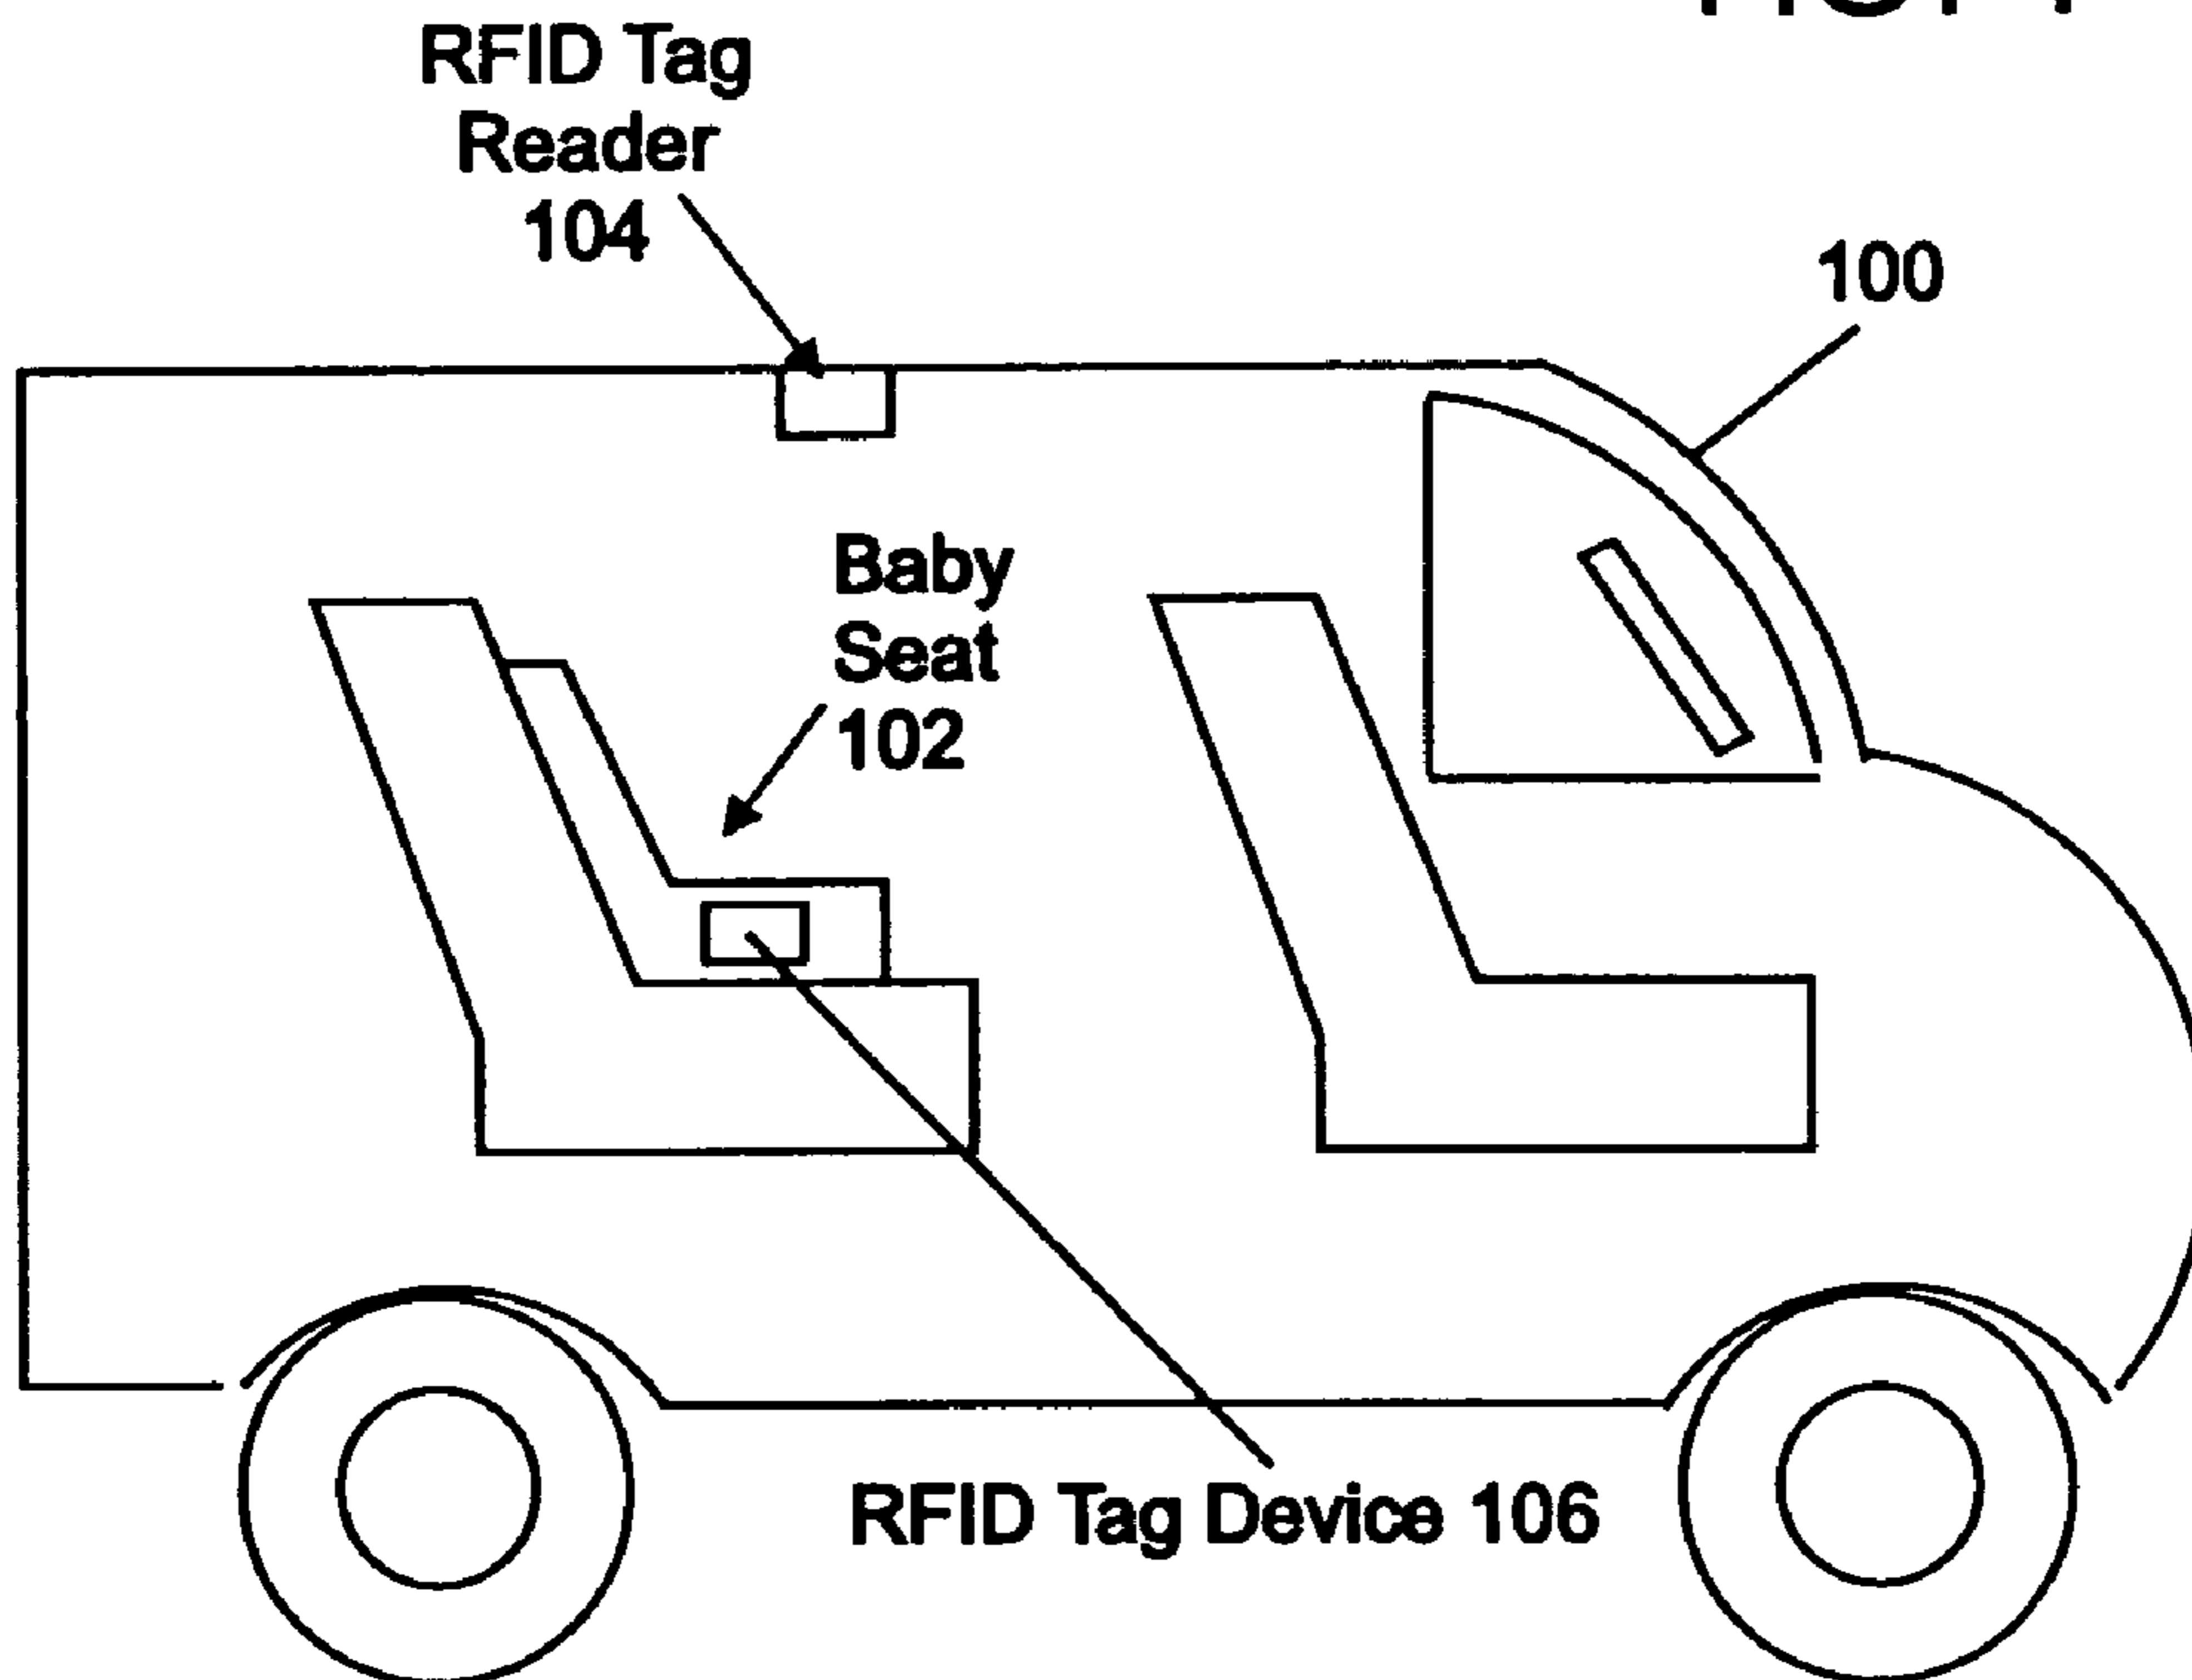 RFID Tag
Reader
104
100
Baby
Seat
102
RFID Tag Device 106